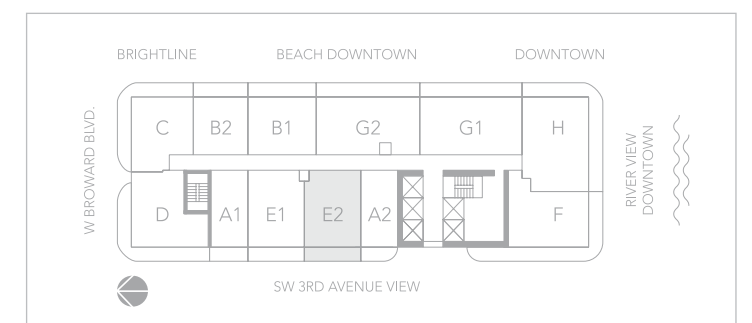 BRIGHTLINE BEACH DOWNTOWN DOWNTOWN
W BROWARD BLVD.
C B2 B1 G2 G1 H
RIVER VIEW
DOWNTOWN
D A1 E1 E2 A2 F
SW 3RD AVENUE VIEW